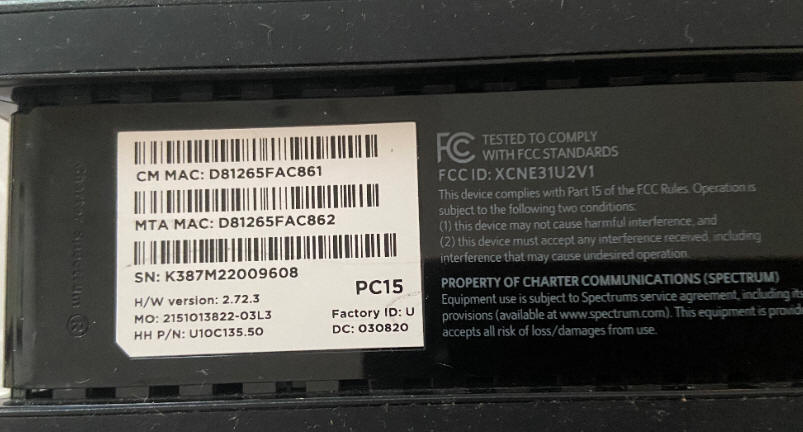 CM MAC: D81265FAC861
MTA MAC: D81265FAC862
SN: K387M22009608
PC15
H/W version: 2.72.3
MO: 2151013822-03L3
Factory ID: U
HH P/N: U10C135.50
DC: 030820
FC
TESTED TO COMPLY
WITH FCC STANDARDS
FCC ID: XCNE31U2V1
This device complies with Part 15 of the FCC Rules. Operation is
subject to the following two conditions:
(1) this device may not cause harmful interference, and
(2) this device must accept any interference received, including
interference that may cause undesired operation.
PROPERTY OF CHARTER COMMUNICATIONS (SPECTRUM)
Equipment use is subject to Spectrums service agreement, including its
provisions (available at www.spectrum.com). This equipment is
accepts all risk of loss/damages from use.